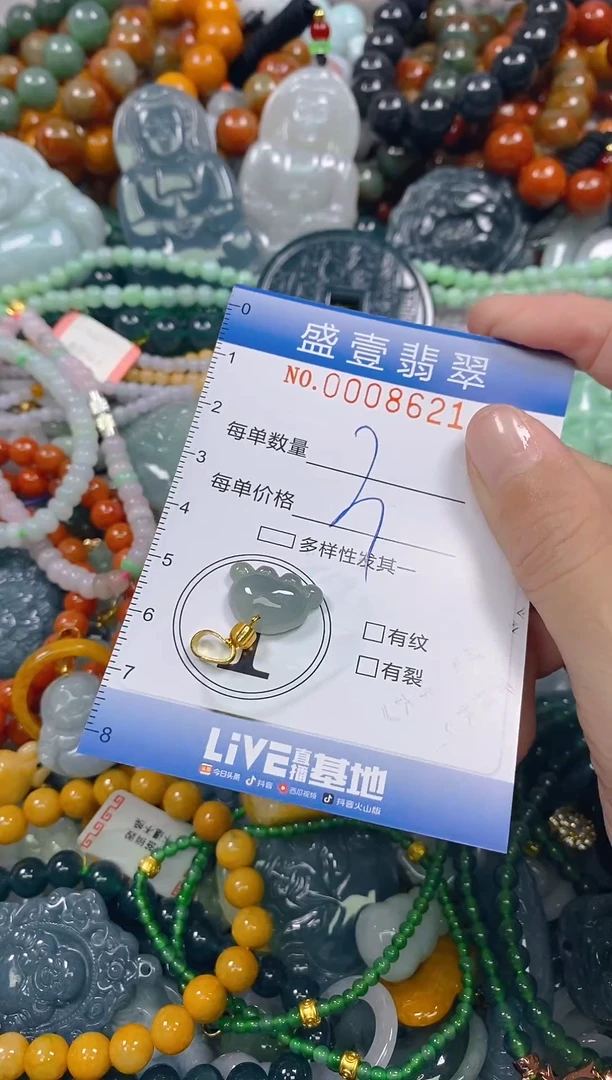 盛壹翡翠
NO.0008621
0
1
2
3
4
5
6
7
8
每单数量
每单价格
多样性发其一
1
有纹
有裂
LiVE直播基地
今日头条 抖音 西瓜视频 抖音火山版